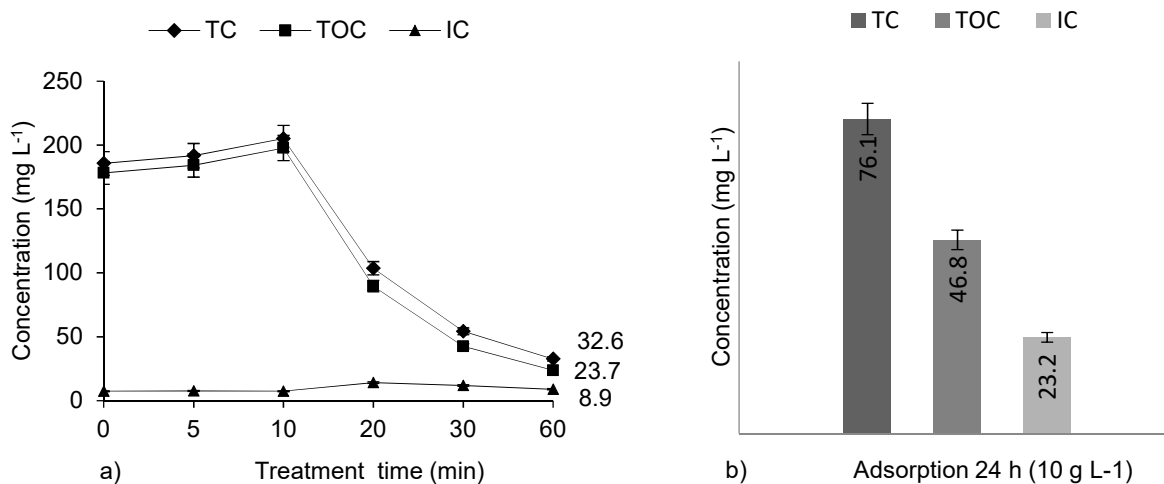 TC TOC IC
250
200
150
100
50
0
Concentration (mg L-1)
32.6
23.7
8.9
0 5 10 20 30 60
a) Treatment time (min)
TC TOC IC
Concentration (mg L-1)
76.1
46.8
23.2
b) Adsorption 24 h (10 g L-1)